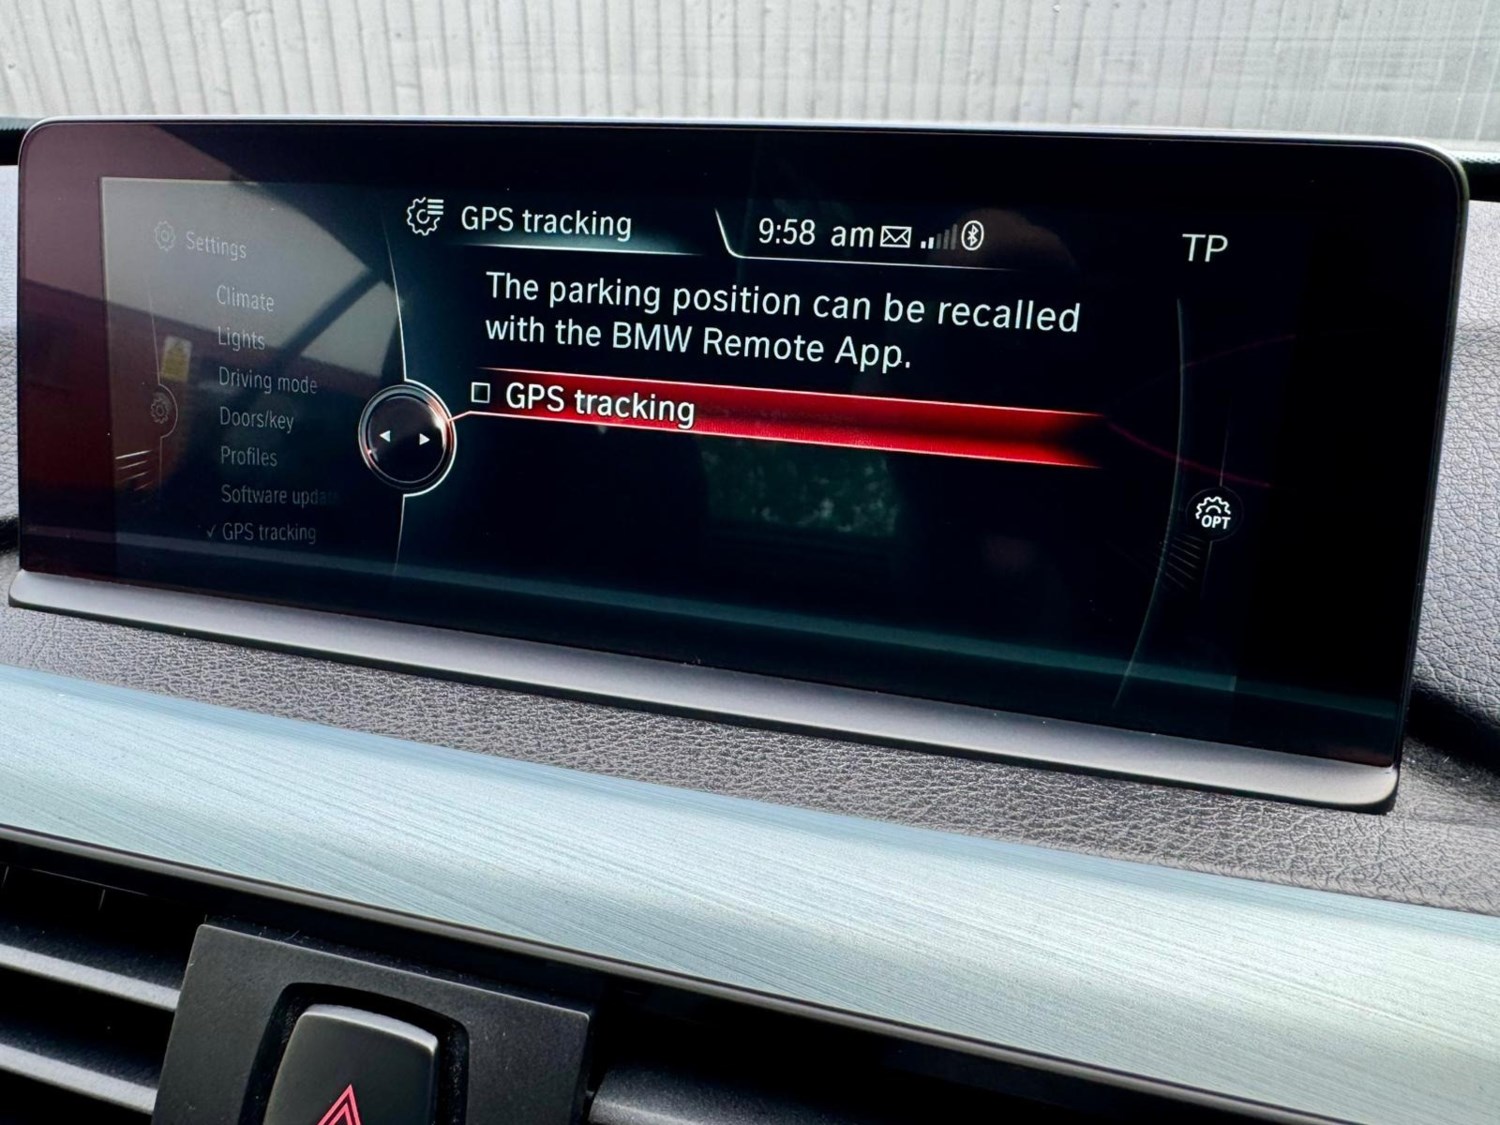 Settings
Climate
Lights
Driving mode
Doors/key
Profiles
Software upda
✓ GPS tracking
GPS tracking
9:58 am
TP
The parking position can be recalled
with the BMW Remote App.
GPS tracking
OPT